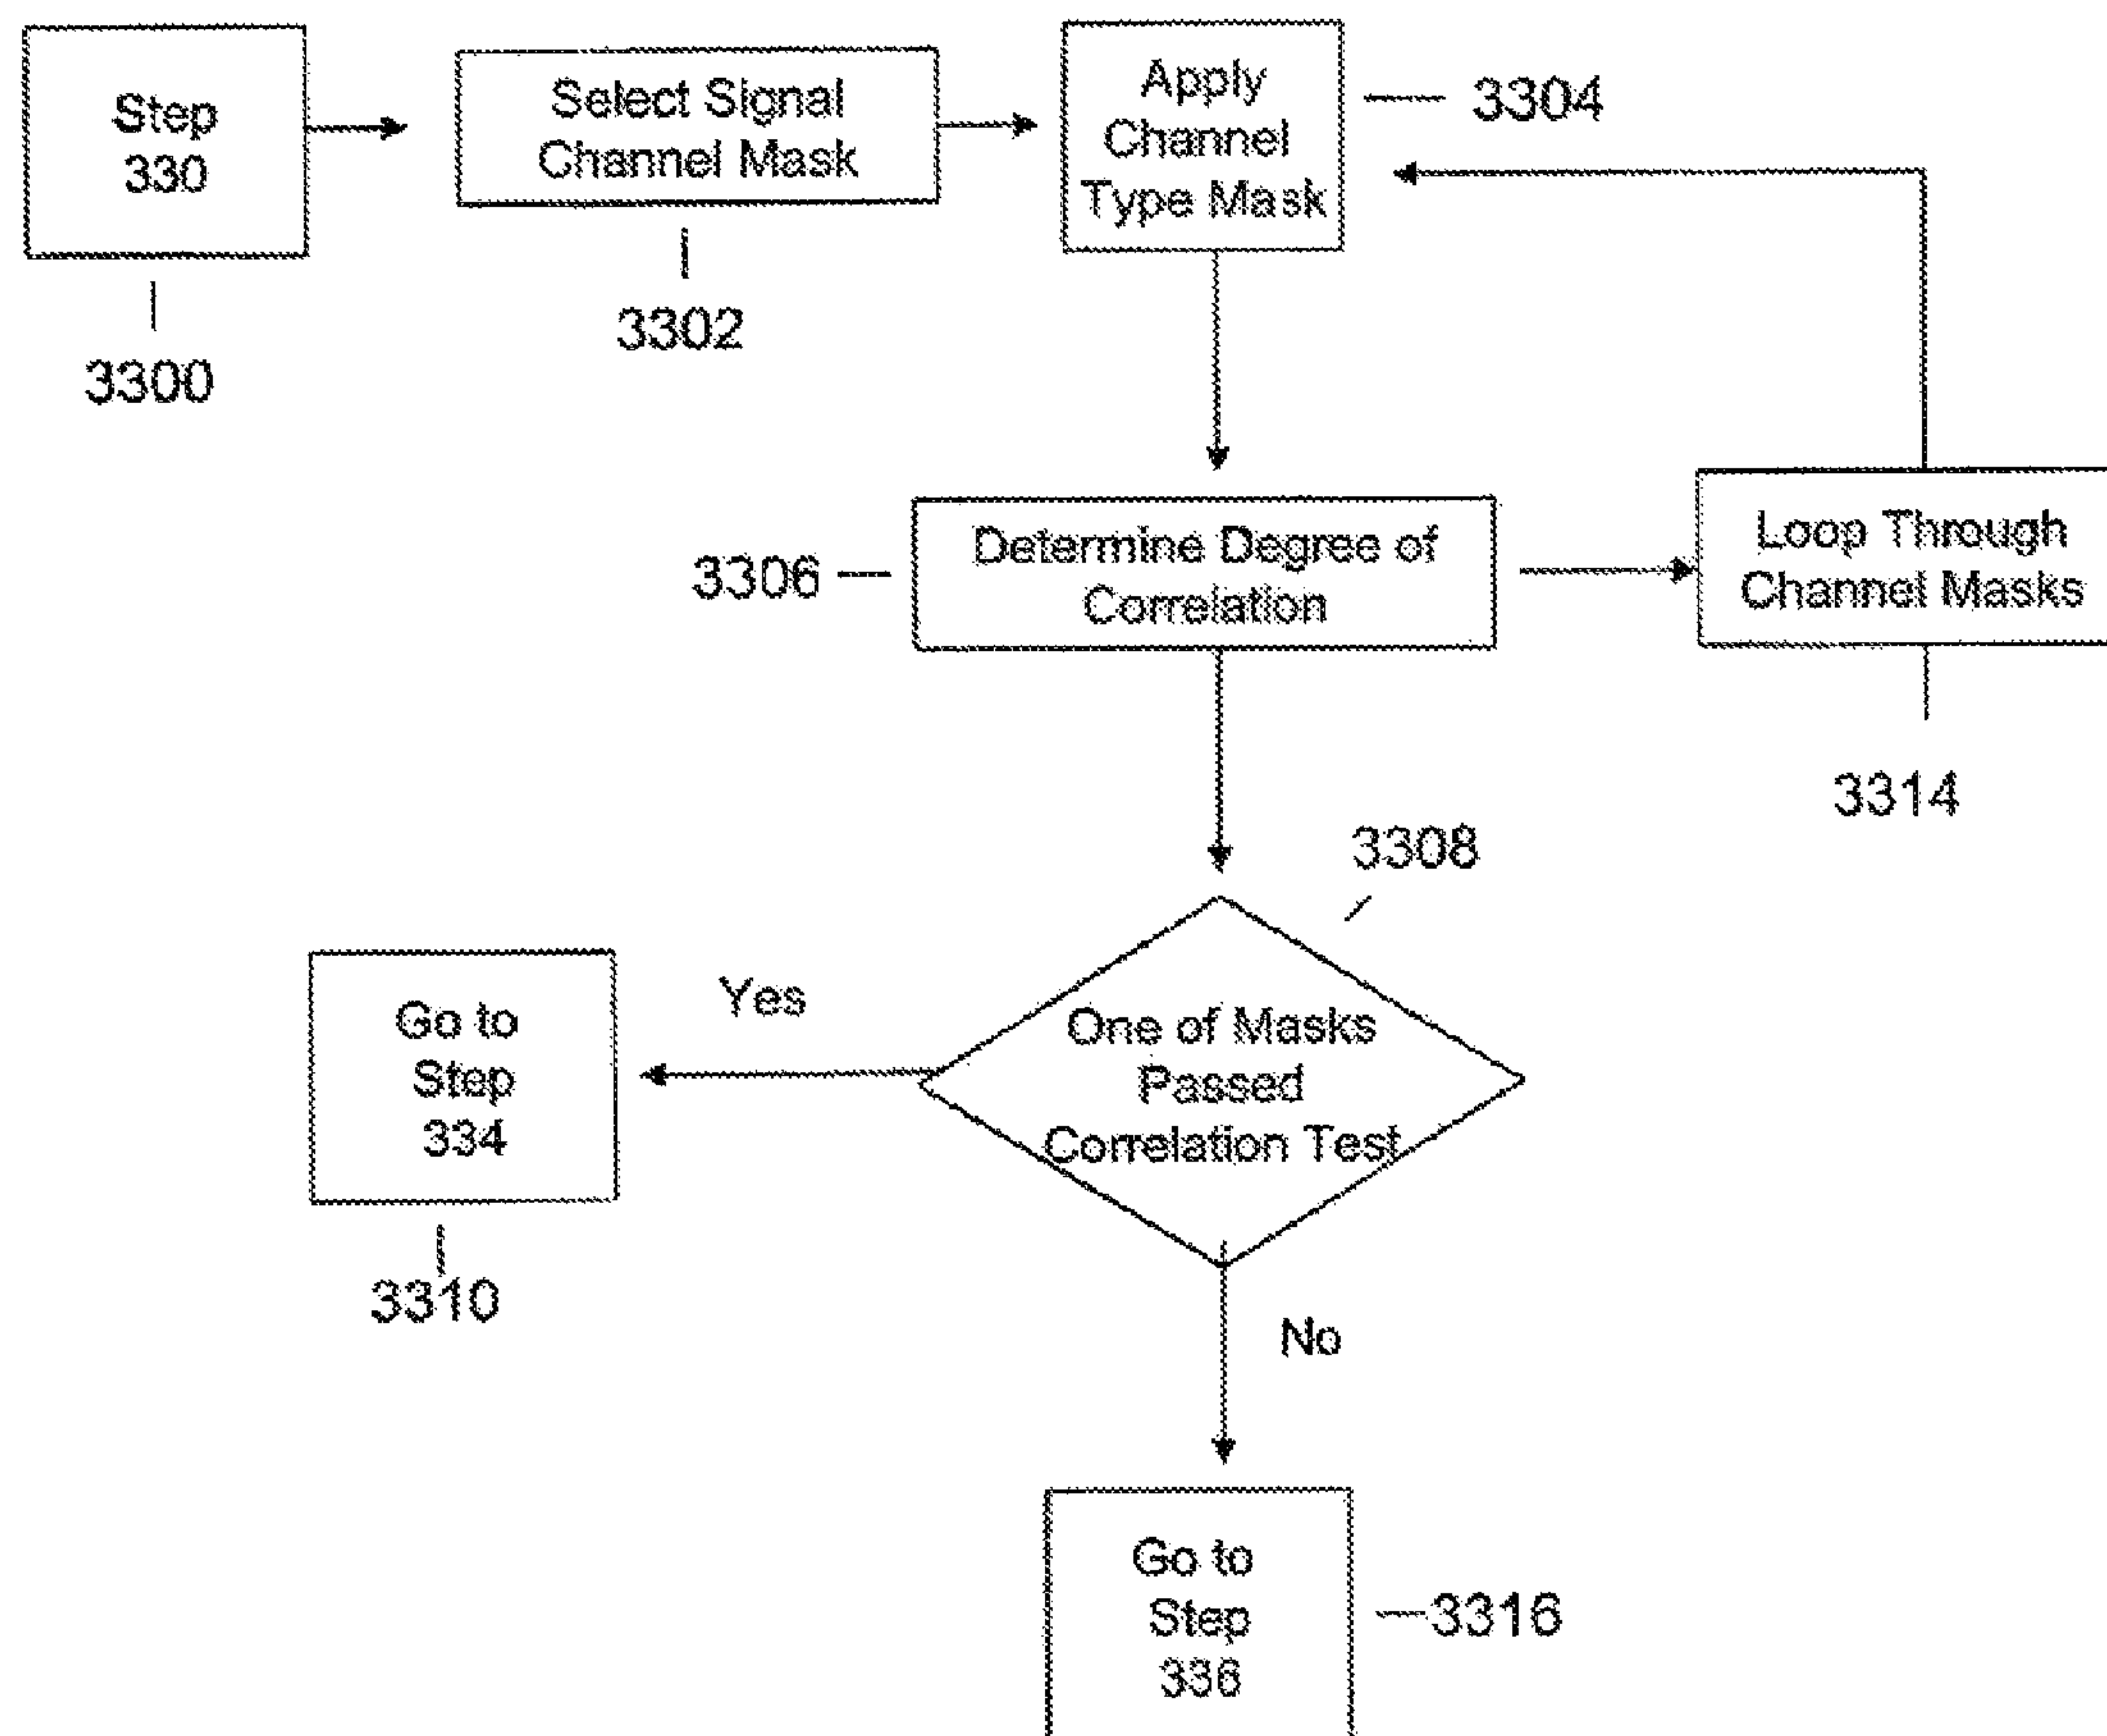 Step
330
3300
Select Signal
Channel Mask
3302
Apply
Channel
Type Mask
3304
Determine Degree of
Correlation
3306
Loop Through
Channel Masks
3314
3308
One of Masks
Passed
Correlation Test
Yes
Go to
Step
334
3310
No
Go to
Step
336
3316